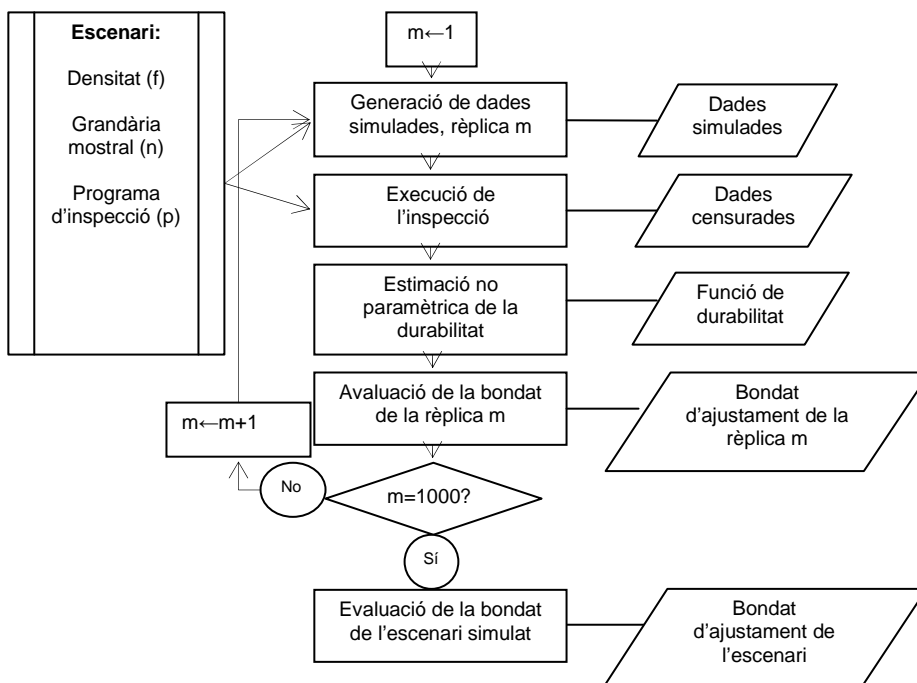 Escenari:
Densitat (f)
Grandària
mostral (n)
Programa
d'inspecció (p)
m←1
Generació de dades
simulades, rèplica m
Dades
simulades
Execució de
l'inspecció
Dades
censurades
Estimació no
paramètrica de la
durabilitat
Funció de
durabilitat
Avaluació de la bondat
de la rèplica m
Bondat
d'ajustament de la
rèplica m
m←m+1
No
m=1000?
Sí
Evaluació de la bondat
de l'escenari simulat
Bondat
d'ajustament de
l'escenari